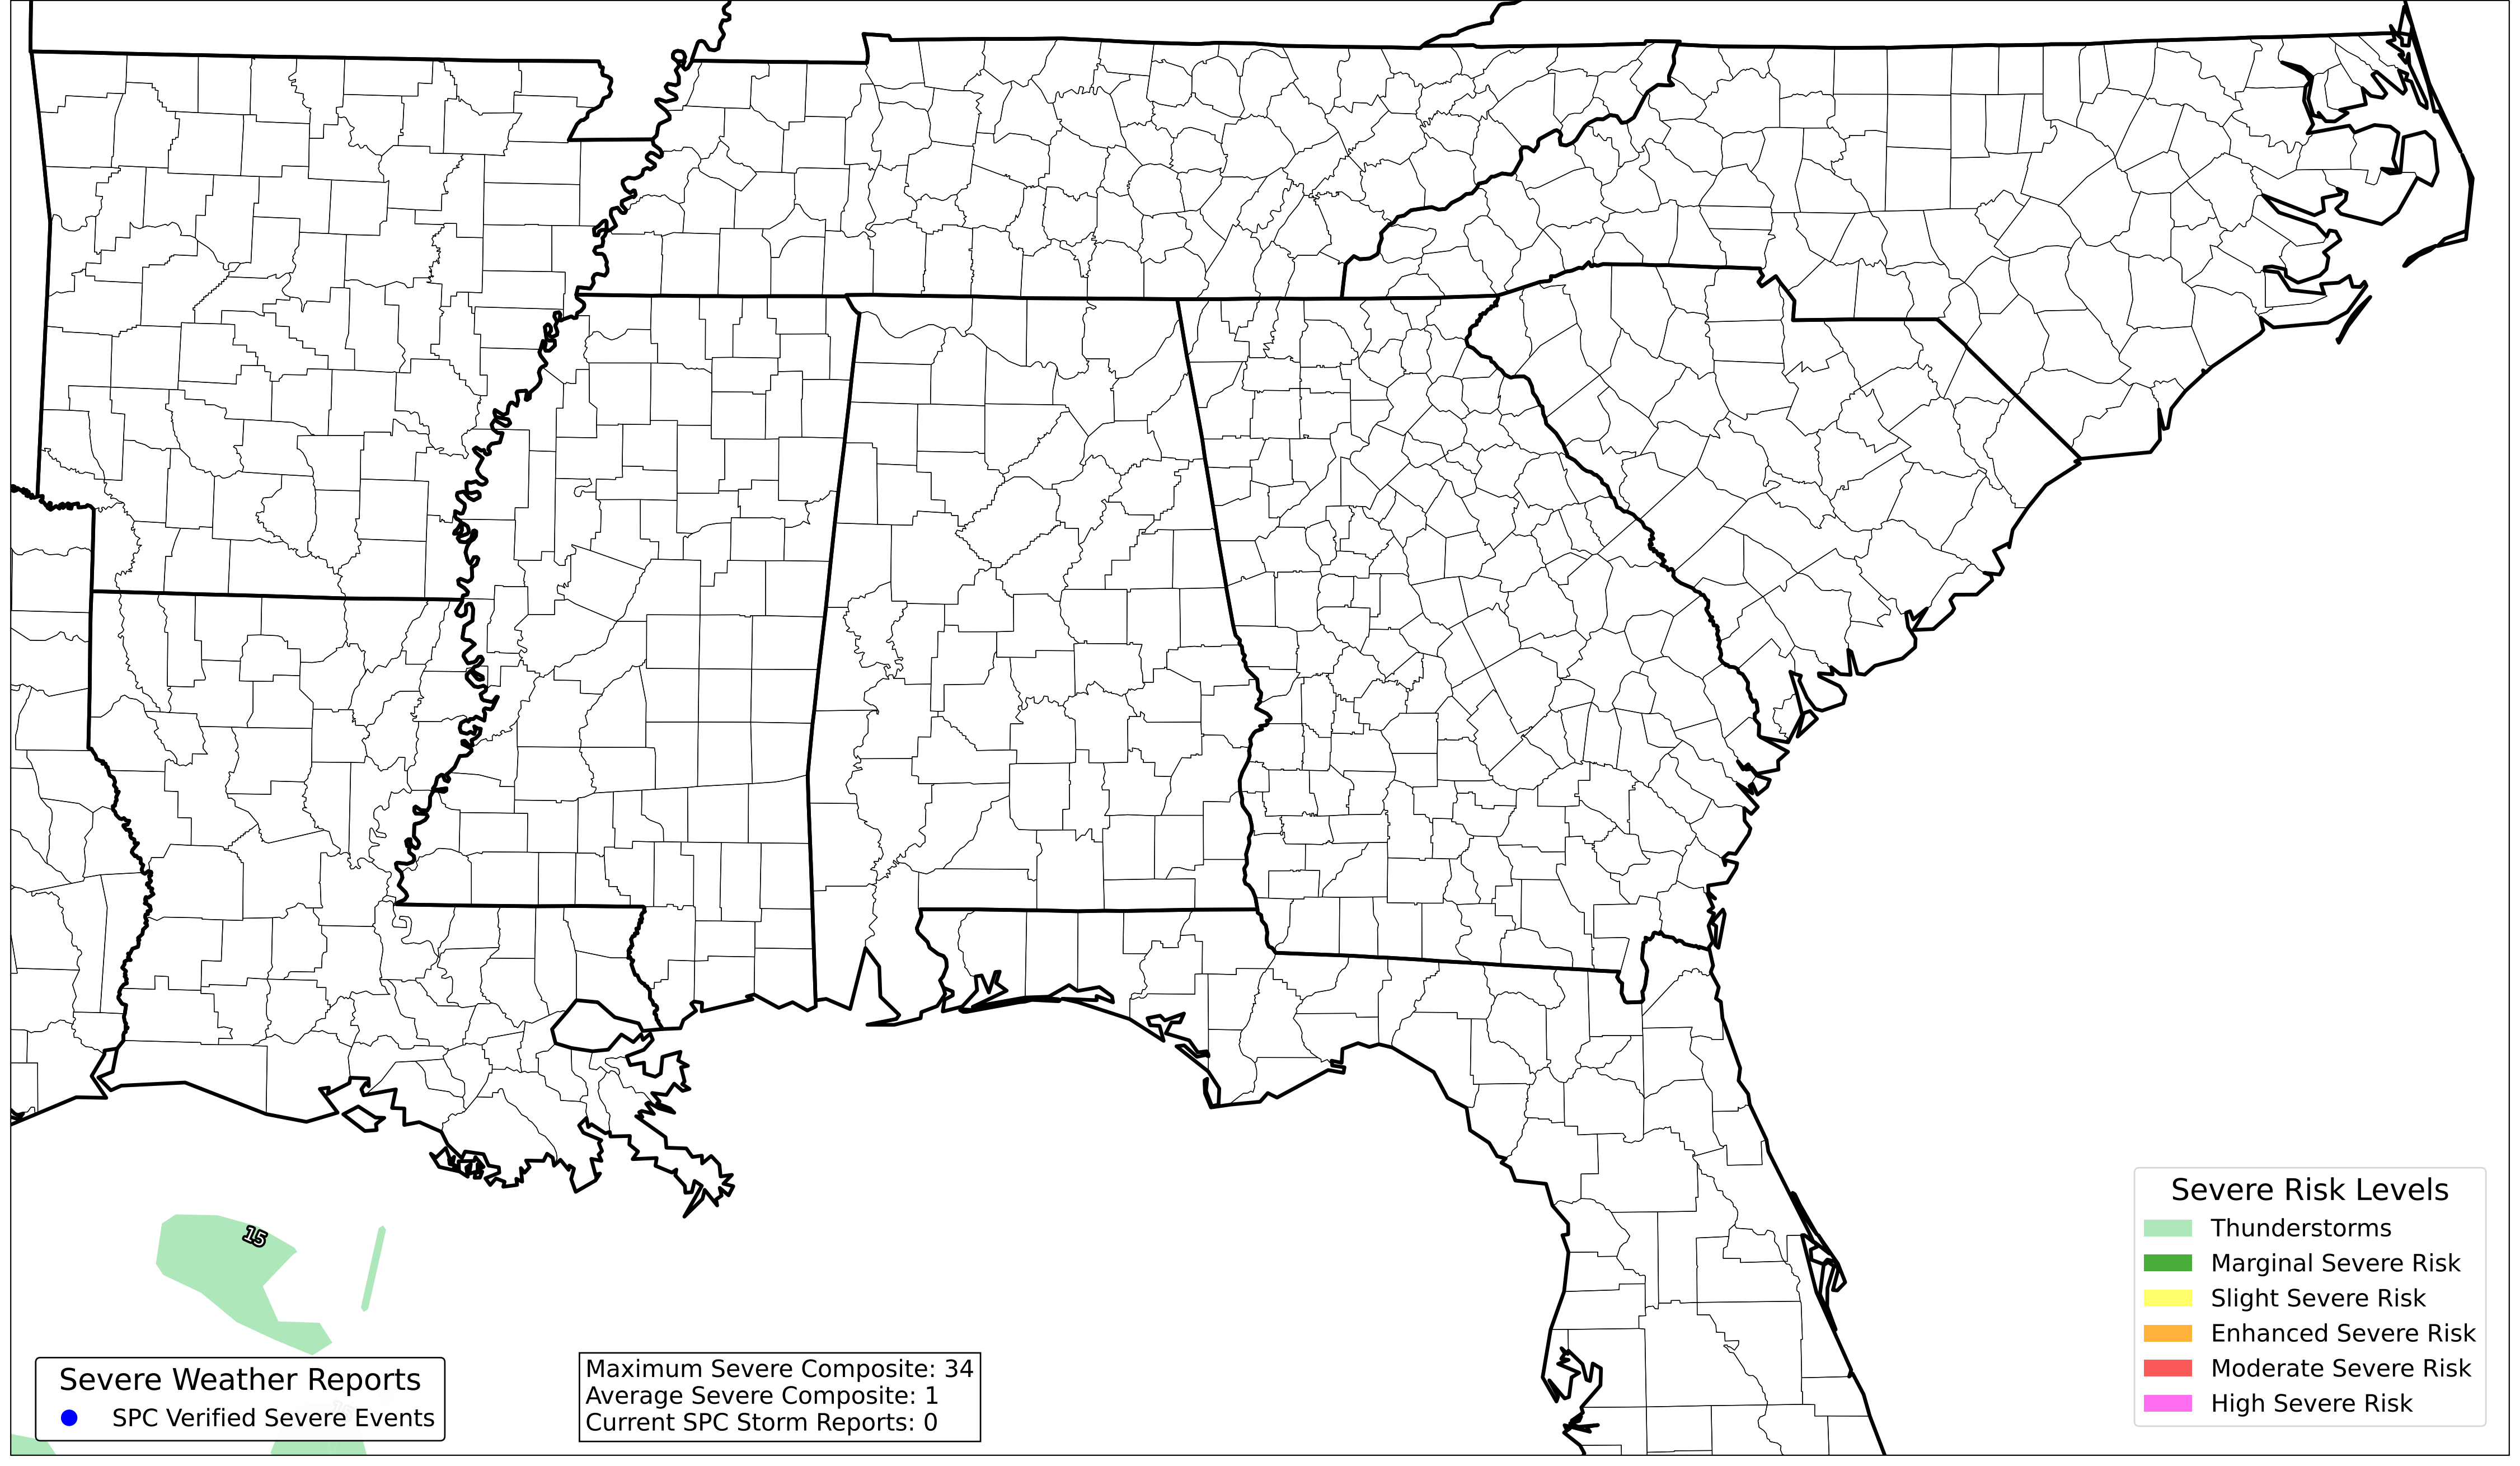 15
Severe Weather Reports
SPC Verified Severe Events
Maximum Severe Composite: 34
Average Severe Composite: 1
Current SPC Storm Reports: 0
Severe Risk Levels
Thunderstorms
Marginal Severe Risk
Slight Severe Risk
Enhanced Severe Risk
Moderate Severe Risk
High Severe Risk